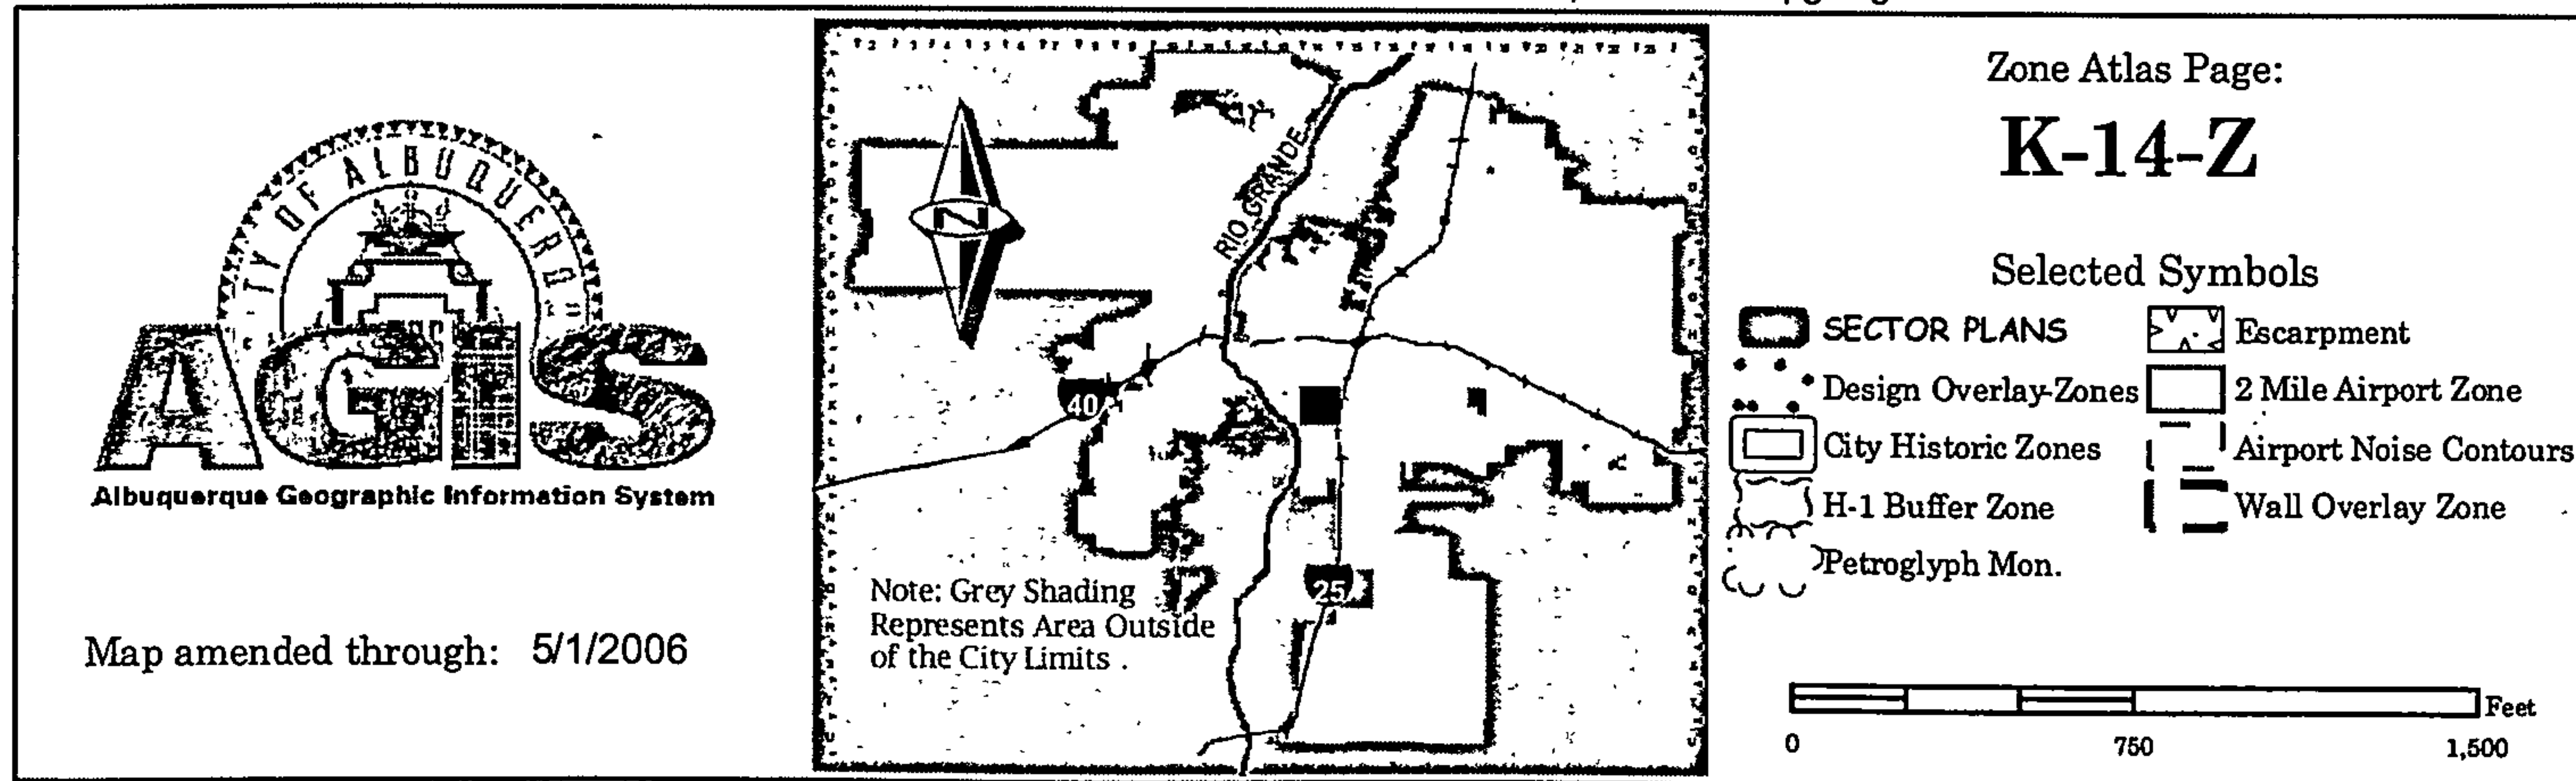 CITY OF ALBUQUERQUE
AGIS
Albuquerque Geographic Information System
Map amended through: 5/1/2006
RIO GRANDE
N
40
25
Note: Grey Shading
Represents Area Outside
of the City Limits .
Zone Atlas Page:
K-14-Z
Selected Symbols
SECTOR PLANS
Escarpment
Design Overlay-Zones
2 Mile Airport Zone
City Historic Zones
Airport Noise Contours
H-1 Buffer Zone
Wall Overlay Zone
Petroglyph Mon.
Feet
0 750 1,500